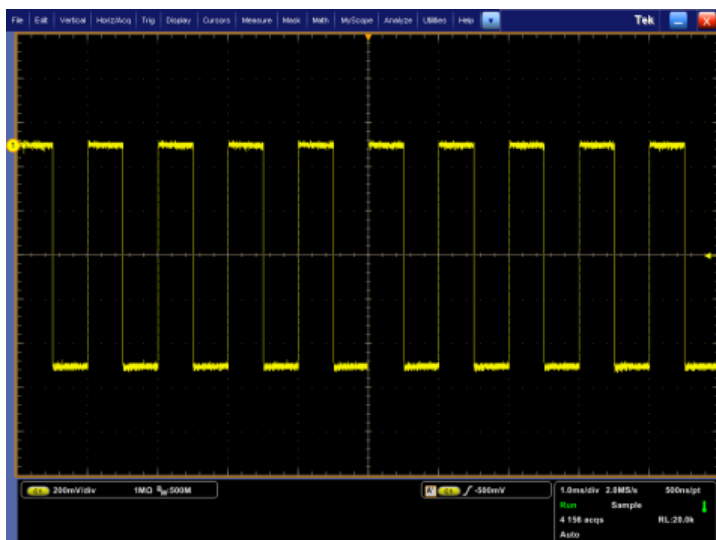 File Edit Vertical Horiz/Acq Trig Display Cursors Measure Mask Math MyScope Analyze Utilities Help Tek
1
C1 200mV/div 1MΩ BW:500M
A' C1 -500mV
1.0ms/div 2.0MS/s 500ns/pt
Run Sample
4 156 acqs RL:20.0k
Auto